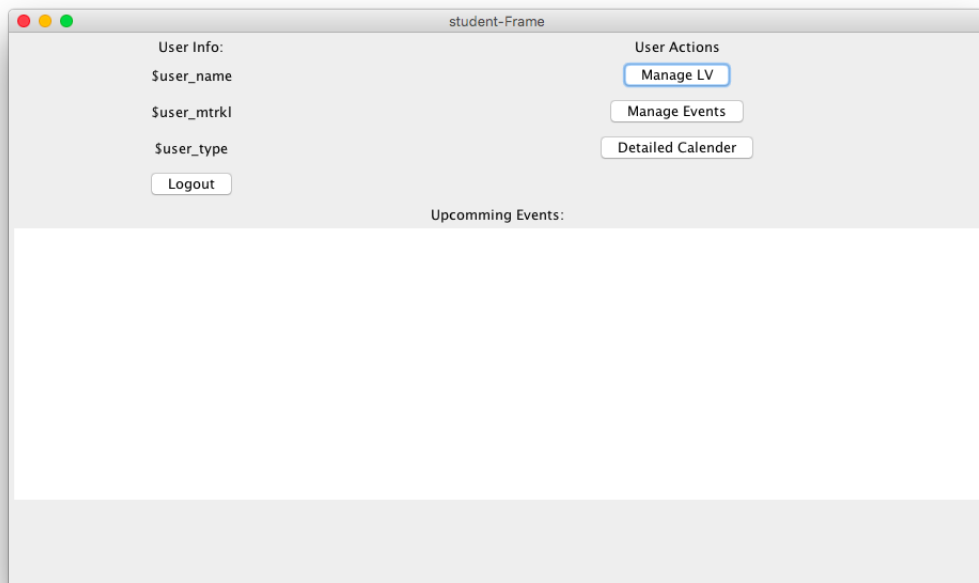 student-Frame
User Info:
User Actions
$user_name
Manage LV
$user_mtrkl
Manage Events
$user_type
Detailed Calender
Logout
Upcomming Events: